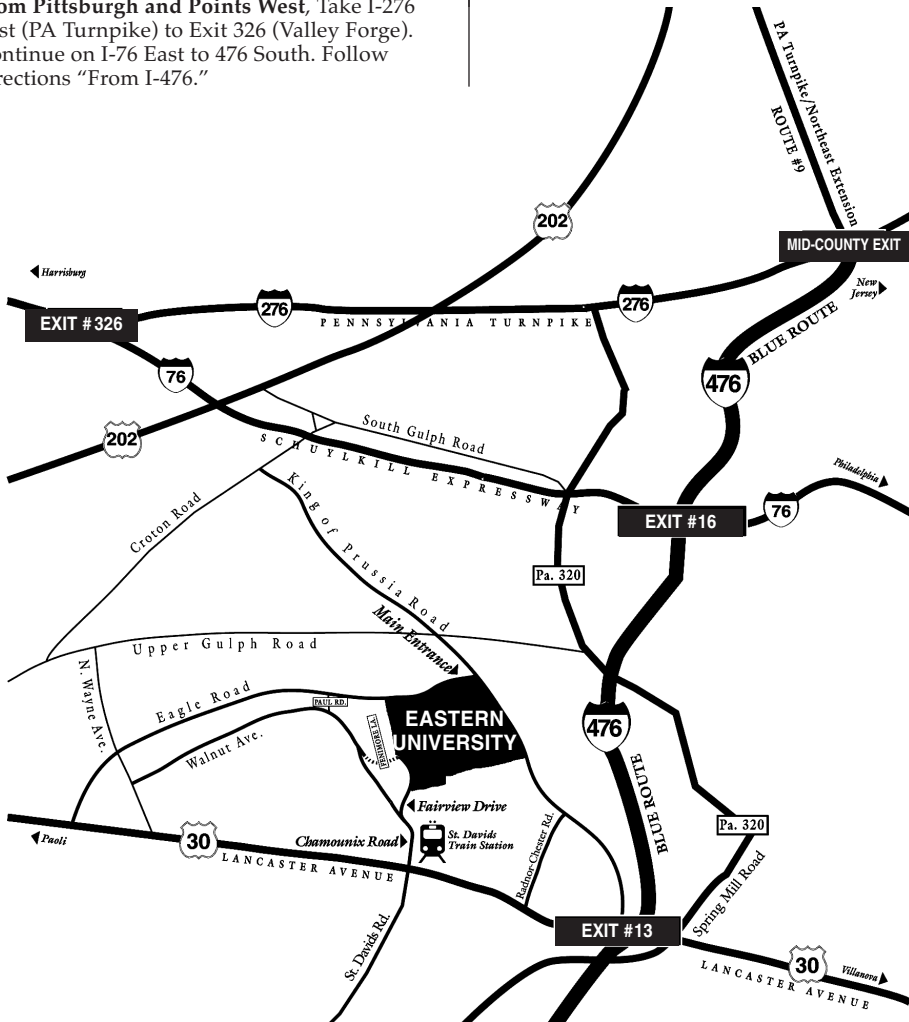 om Pittsburgh and Points West, Take I-276
st (PA Turnpike) to Exit 326 (Valley Forge).
ontinue on I-76 East to 476 South. Follow
rections “From I-476.”
PA Turnpike/Northeast Extension
ROUTE #9
202
MID-COUNTY EXIT
Harrisburg
New
Jersey
276
276
EXIT #326
PENNSYLVANIA TURNPIKE
BLUE ROUTE
76
476
202
South Gulph Road
SCHUYLKILL EXPRESSWAY
Philadelphia
King of Prussia Road
Croton Road
EXIT #16
76
Pa. 320
Main Entrance
Upper Gulph Road
N. Wayne Ave.
Eagle Road
PAUL RD.
FENIMORE LA.
EASTERN
UNIVERSITY
476
Walnut Ave.
BLUE ROUTE
Fairview Drive
Pa. 320
Paoli
30
Chamounix Road
St. Davids
Train Station
LANCASTER AVENUE
Radnor-Chester Rd.
Spring Mill Road
St. Davids Rd.
EXIT #13
30
Villanova
LANCASTER AVENUE